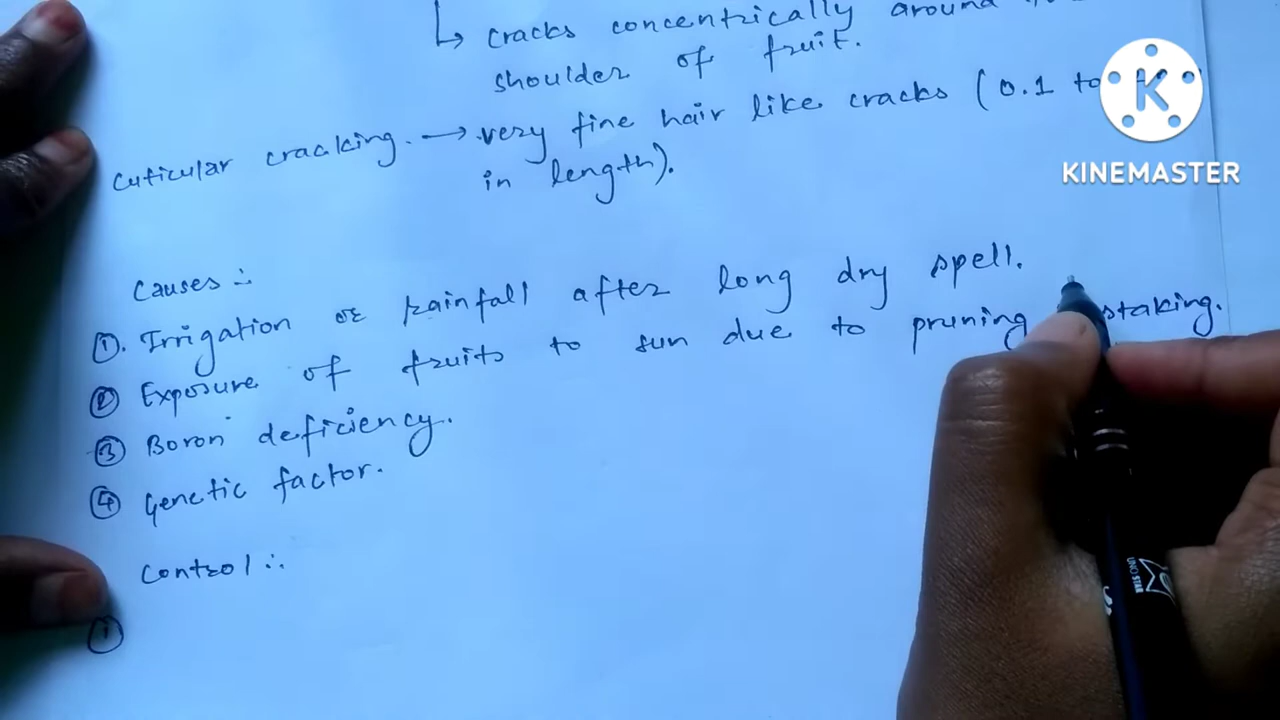 ↳ cracks concentrically around
shoulder of fruit.
cuticular cracking. → very fine hair like cracks (0.1 to
in length).
Causes :-
①. Irrigation or rainfall after long dry spell.
② Exposure of fruits to sun due to pruning staking.
③ Boron deficiency.
④ Genetic factor.
Control :-
①
K
KINEMASTER
UNO STAR